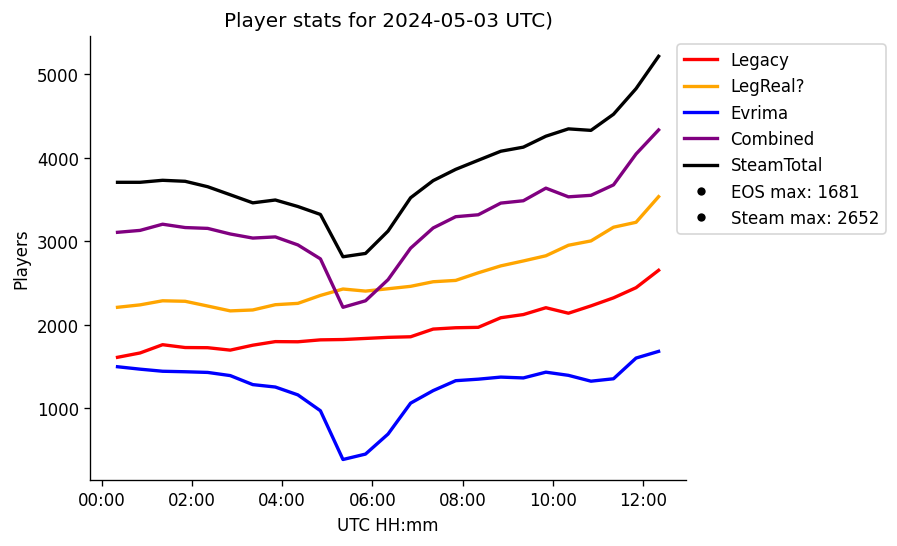 Player stats for 2024-05-03 UTC)
Legacy
LegReal?
Evrima
Combined
SteamTotal
EOS max: 1681
Steam max: 2652
5000
4000
3000
2000
1000
Players
00:00 02:00 04:00 06:00 08:00 10:00 12:00
UTC HH:mm